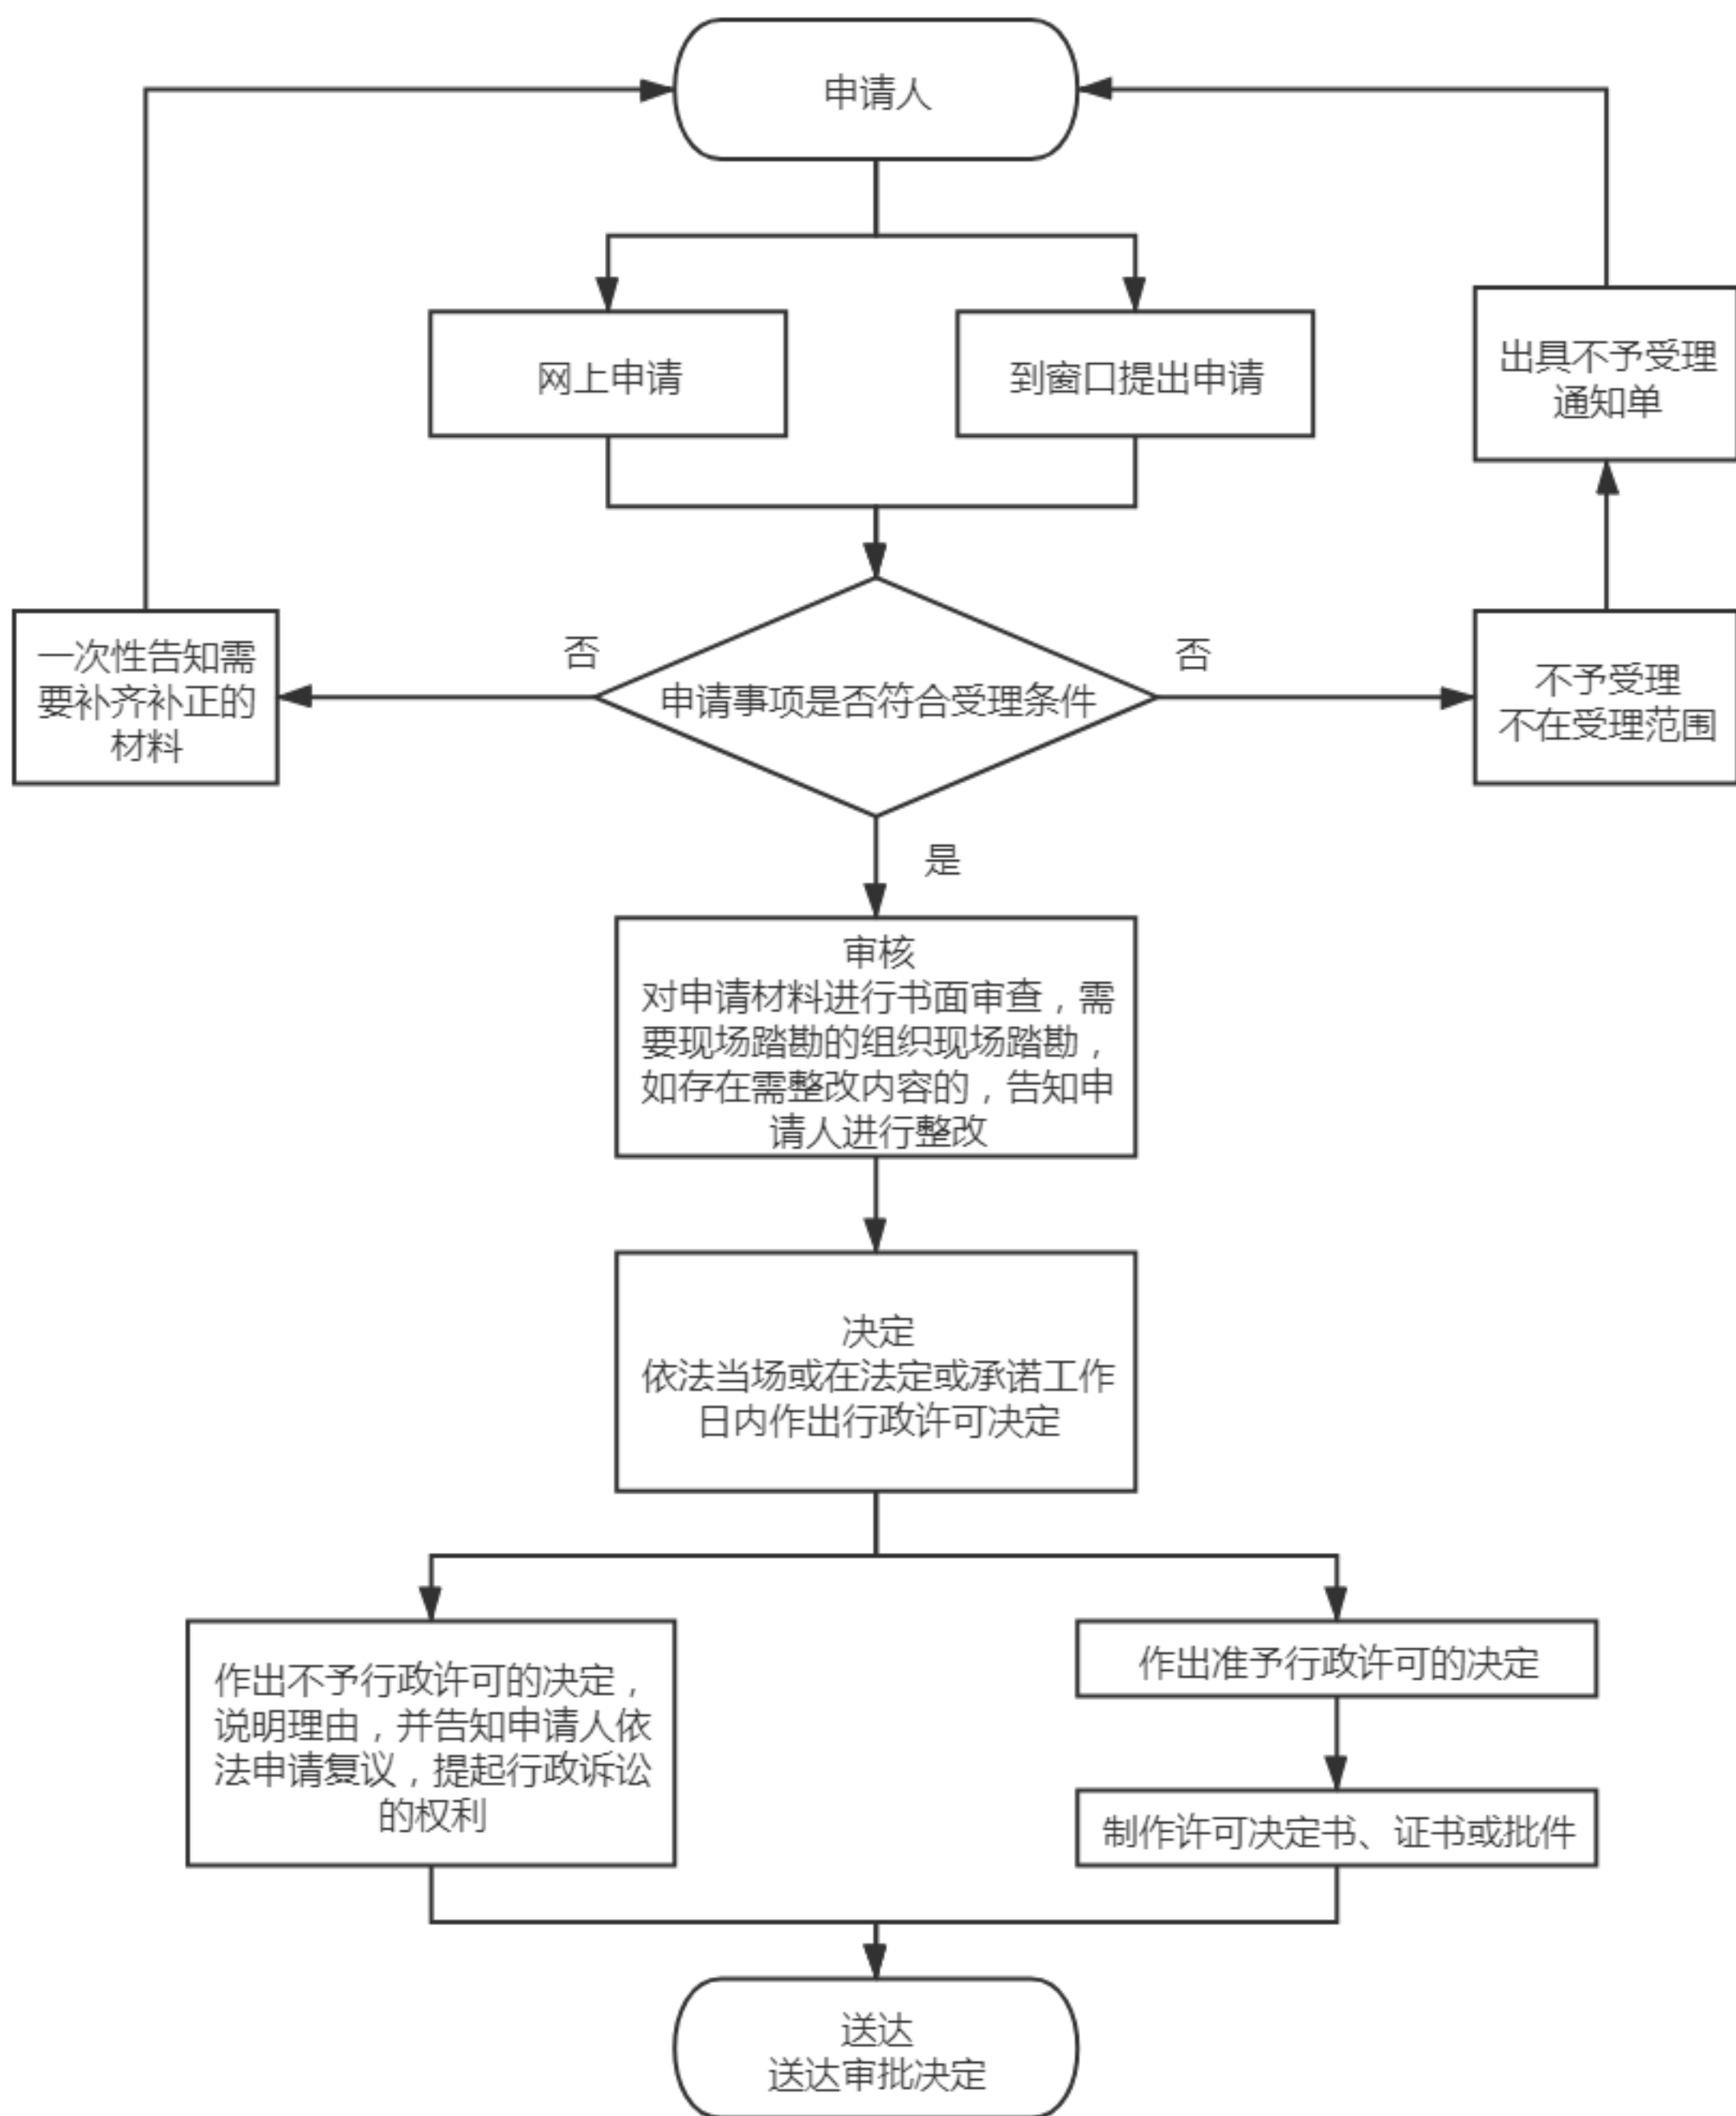 申请人
网上申请
到窗口提出申请
出具不予受理
通知单
一次性告知需
要补齐补正的
材料
否
申请事项是否符合受理条件
否
不予受理
不在受理范围
是
审核
对申请材料进行书面审查，需
要现场踏勘的组织现场踏勘，
如存在需整改内容的，告知申
请人进行整改
决定
依法当场或在法定或承诺工作
日内作出行政许可决定
作出不予行政许可的决定，
说明理由，并告知申请人依
法申请复议，提起行政诉讼
的权利
作出准予行政许可的决定
制作许可决定书、证书或批件
送达
送达审批决定